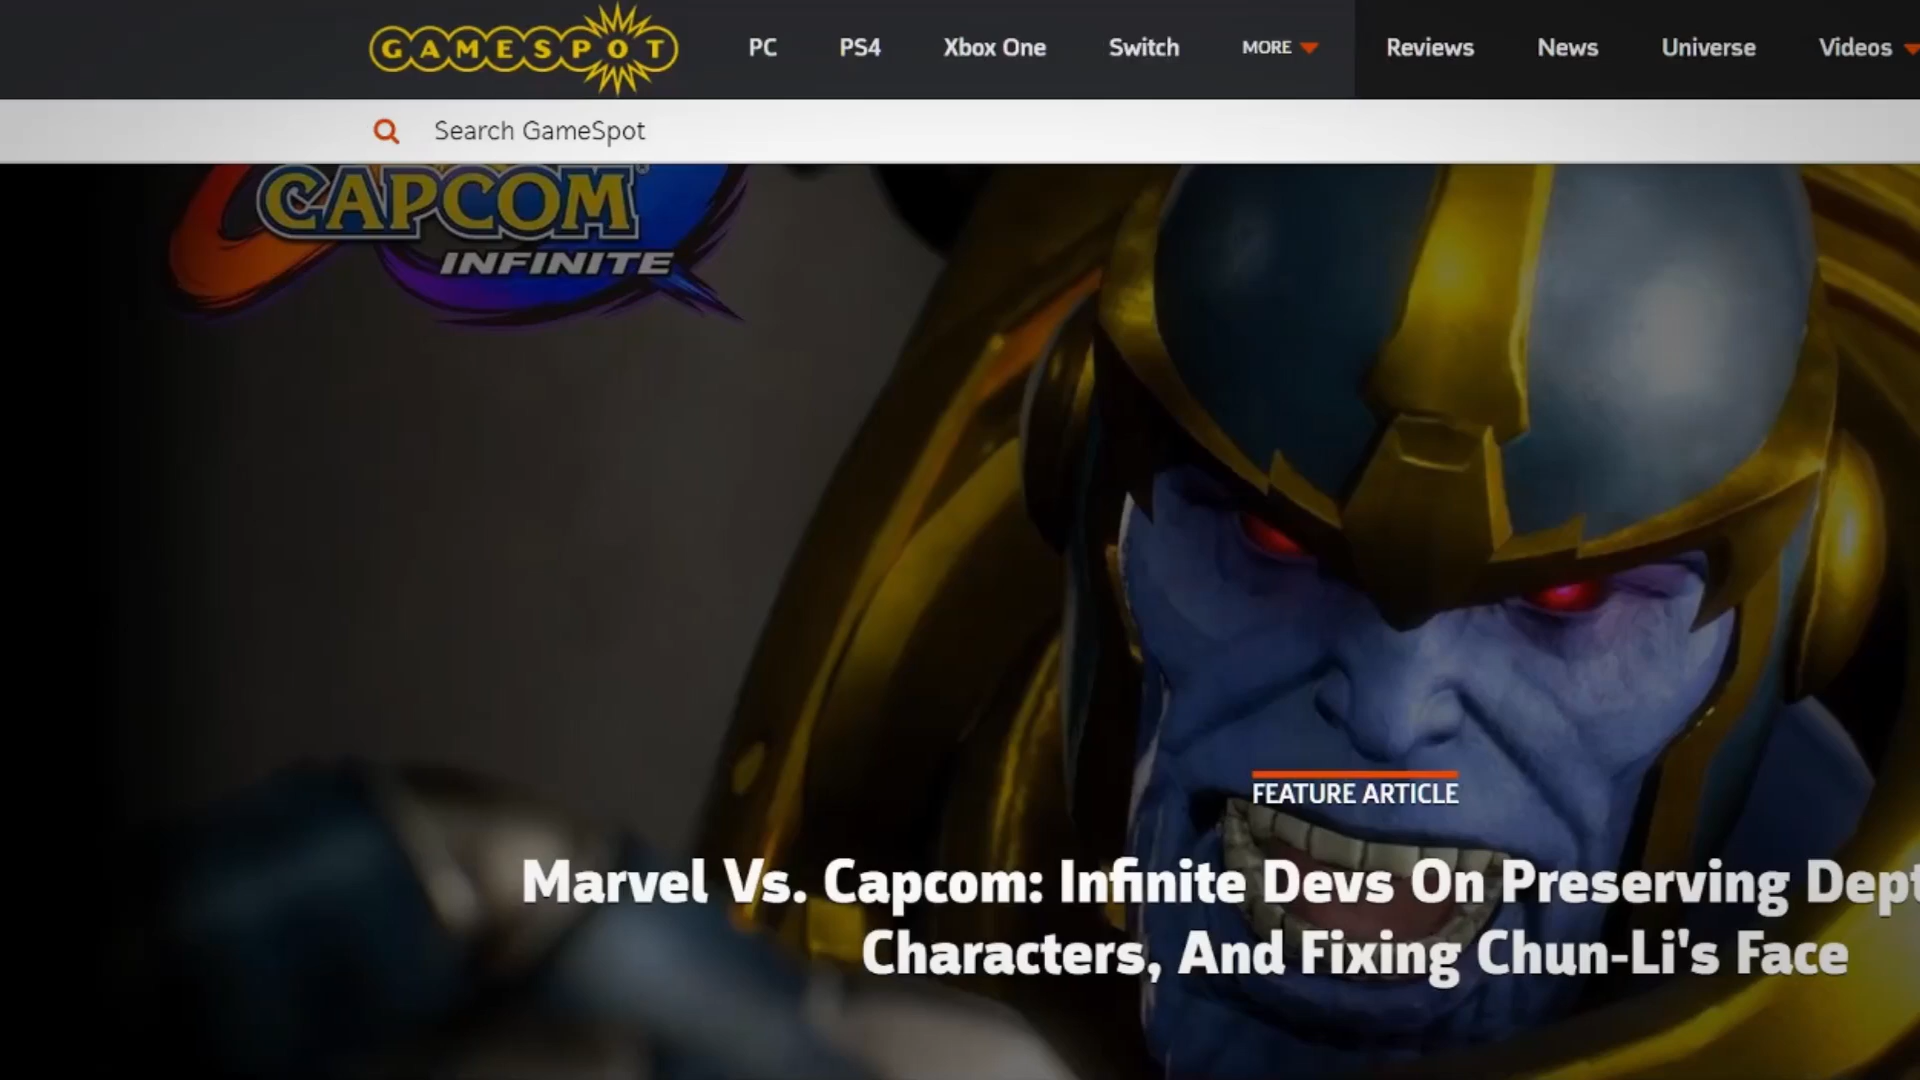 GAMESPOT PC PS4 Xbox One Switch MORE Reviews News Universe Videos
Search GameSpot
CAPCOM
INFINITE
FEATURE ARTICLE
Marvel Vs. Capcom: Infinite Devs On Preserving
Characters, And Fixing Chun-Li's Face